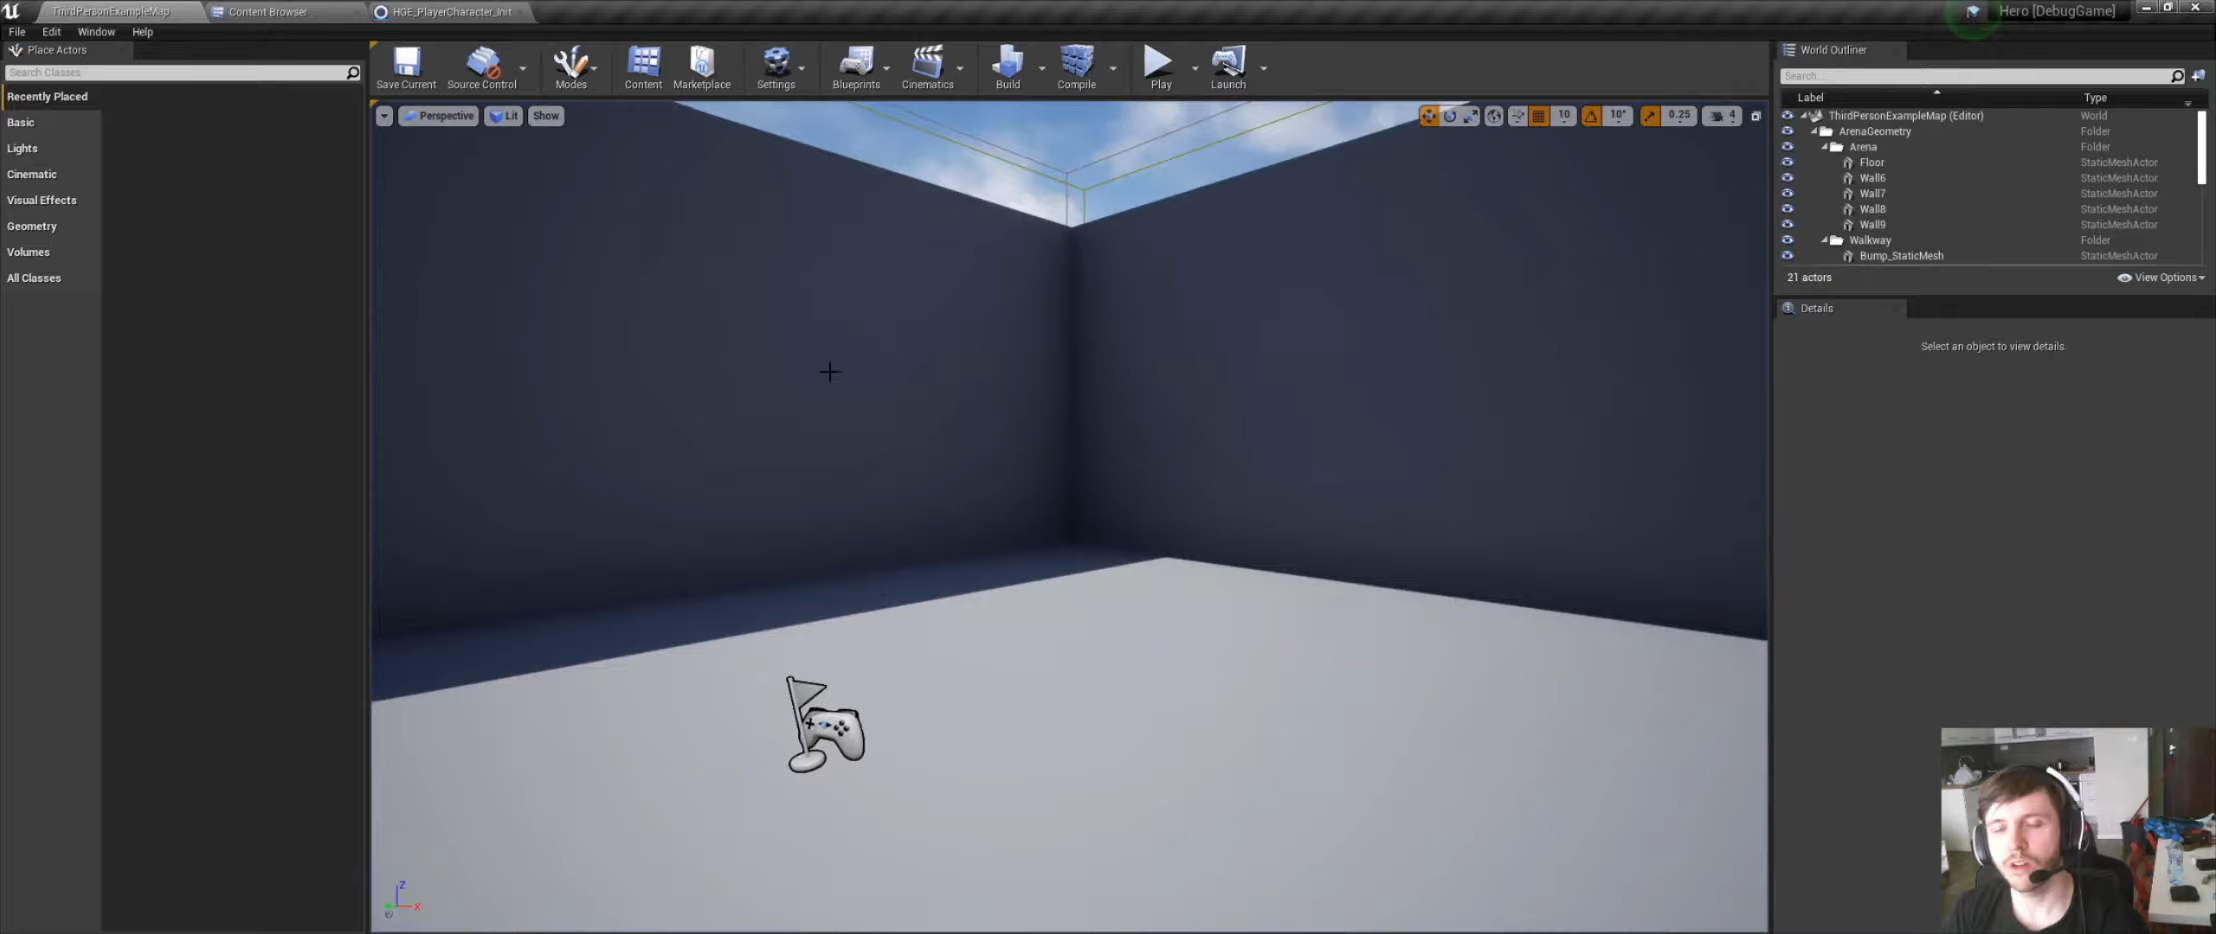 ThirdPersonExampleMap
Content Browser
HGE_PlayerCharacter_Init
Hero [DebugGame]
File Edit Window Help
Place Actors
Search Classes
Recently Placed
Basic
Lights
Cinematic
Visual Effects
Geometry
Volumes
All Classes
Save Current
Source Control
Modes
Content
Marketplace
Settings
Blueprints
Cinematics
Build
Compile
Play
Launch
Perspective
Lit
Show
10
10°
0.25
4
Z
X
World Outliner
Search...
Label Type
ThirdPersonExampleMap (Editor) World
ArenaGeometry Folder
Arena Folder
Floor StaticMeshActor
Wall6 StaticMeshActor
Wall7 StaticMeshActor
Wall8 StaticMeshActor
Wall9 StaticMeshActor
Walkway Folder
Bump_StaticMesh StaticMeshActor
21 actors
View Options
Details
Select an object to view details.